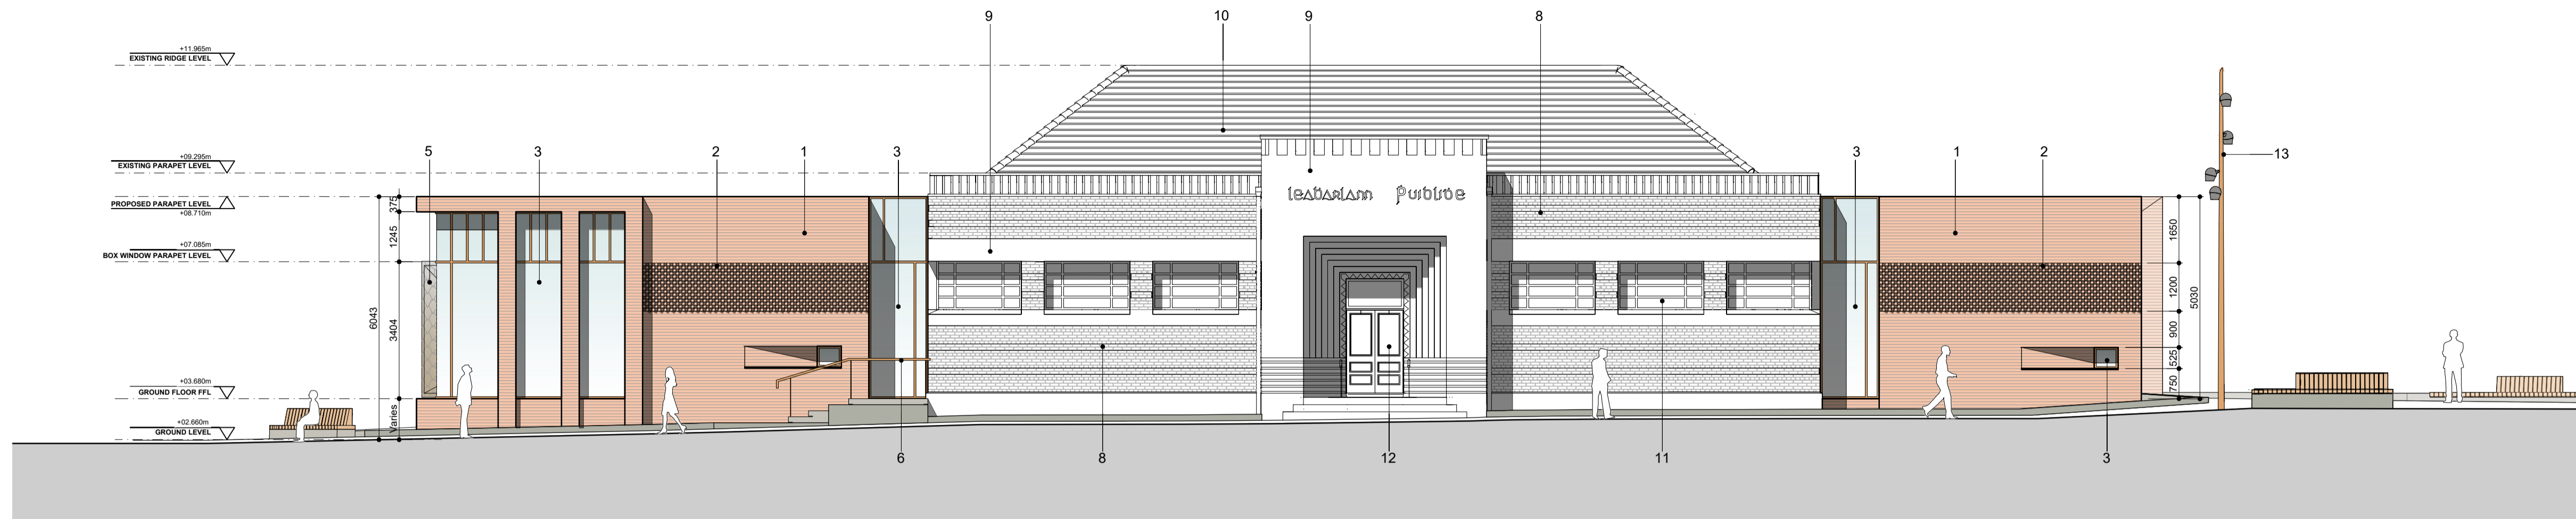 9
10
9
8
+11.965m
EXISTING RIDGE LEVEL
+09.295m
EXISTING PARAPET LEVEL
5
3
2
1
3
3
1
2
13
PROPOSED PARAPET LEVEL
+08.710m
leaḃarlann Ṗuibliḋe
+07.085m
BOX WINDOW PARAPET LEVEL
375
1245
6043
3404
Varies
1650
1200
900
525
750
5030
+03.680m
GROUND FLOOR FFL
+02.660m
GROUND LEVEL
6
8
12
11
3